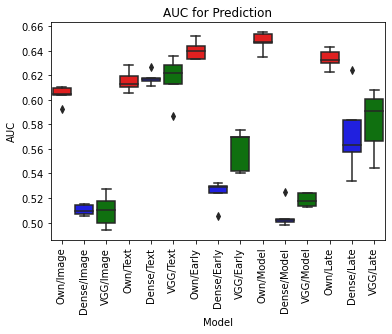 AUC for Prediction
0.66
0.64
0.62
0.60
0.58
0.56
0.54
0.52
0.50
AUC
Own/Image
Dense/Image
VGG/Image
Own/Text
Dense/Text
VGG/Text
Own/Early
Dense/Early
VGG/Early
Own/Model
Dense/Model
VGG/Model
Own/Late
Dense/Late
VGG/Late
Model